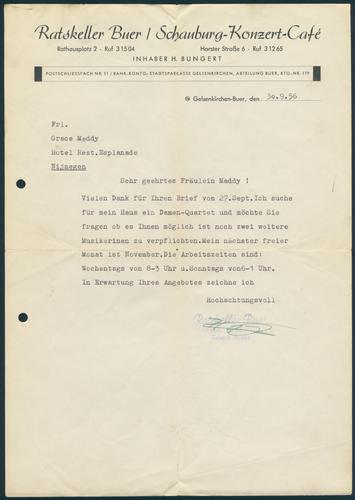 Ratskeller Buer / Schauburg-Konzert-Café
Rathausplatz 2 - Ruf 31504 Horster Straße 6 - Ruf 31265
INHABER H. BUNGERT
POSTSCHLIESSFACH NR. 11 / BANK-KONTO: STADTSPARKASSE GELSENKIRCHEN, ABTEILUNG BUER, KTO.-NR. 119
Gelsenkirchen-Buer, den 30.9.56
Frl.
Grace Meddy
Hotel Rest.Esplanade
Nijmegen
Sehr geehrtes Fräulein Maddy !
Vielen Dank für Ihren Brief vom 27.Sept.Ich suche
für mein Haus ein Damen-Quartet und möchte Sie
fragen ob es Ihnen möglich ist noch zwei weitere
Musikerinen zu verpflichten.Mein nächster freier
Monat ist November.Die Arbeitszeiten sind:
Wochentags von 8-3 Uhr u.Sonntags von6-1 Uhr.
In Erwartung Ihres Angebotes zeichne ich
Hochachtungsvoll
Ratskeller Buer